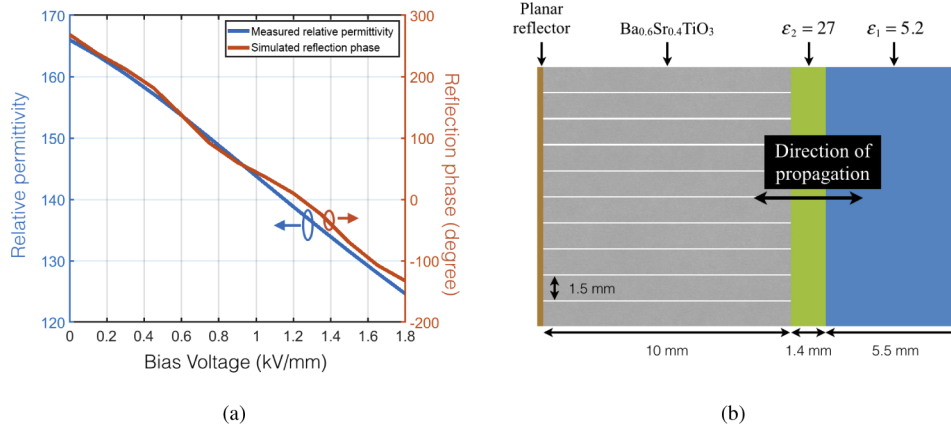 170
160
150
140
130
120
Relative permittivity
Measured relative permittivity
Simulated reflection phase
300
200
100
0
-100
-200
Reflection phase (degree)
0 0.2 0.4 0.6 0.8 1 1.2 1.4 1.6 1.8
Bias Voltage (kV/mm)
(a)
Planar
reflector
Ba₀.₆Sr₀.₄TiO₃
ε₂ = 27
ε₁ = 5.2
Direction of
propagation
1.5 mm
10 mm
1.4 mm
5.5 mm
(b)